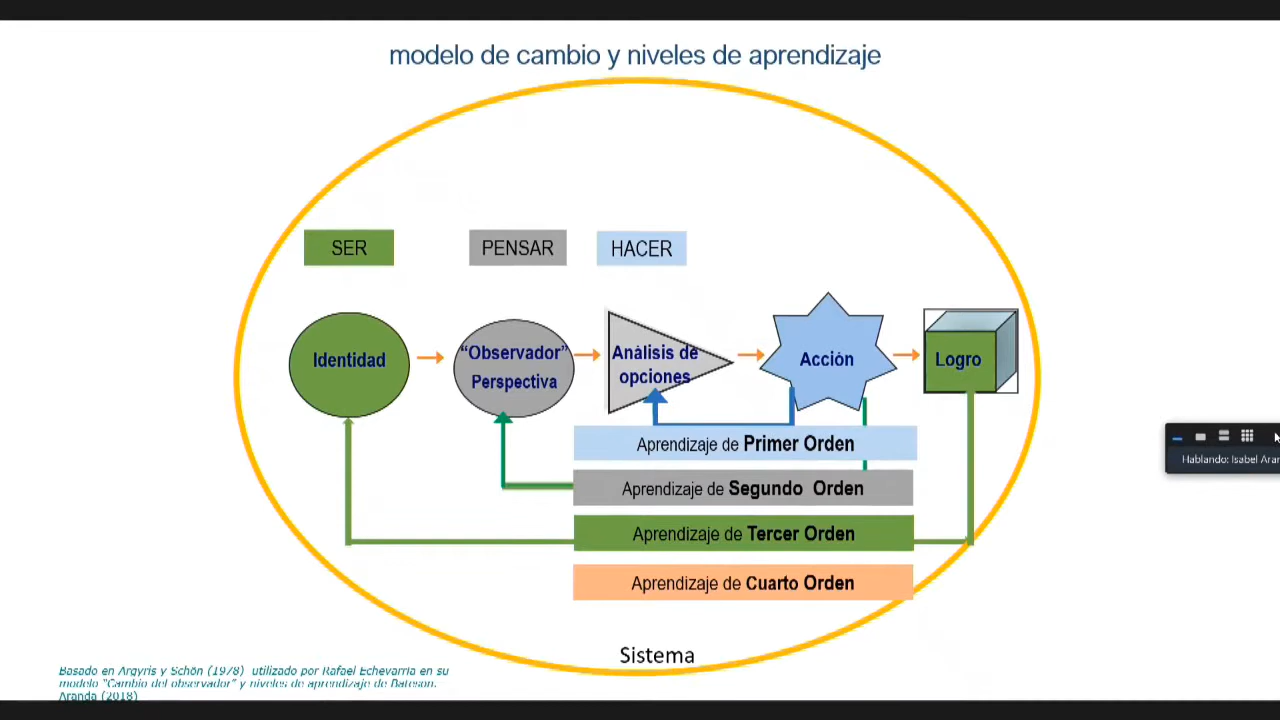 modelo de cambio y niveles de aprendizaje
SER
PENSAR
HACER
Identidad
“Observador”
Perspectiva
Análisis de
opciones
Acción
Logro
Aprendizaje de Primer Orden
Aprendizaje de Segundo Orden
Aprendizaje de Tercer Orden
Aprendizaje de Cuarto Orden
Sistema
Hablando: Isabel Aran
Basado en Argyris y Schön (1978) utilizado por Rafael Echevarría en su
modelo “Cambio del observador” y niveles de aprendizaje de Bateson.
Aranda (2018)